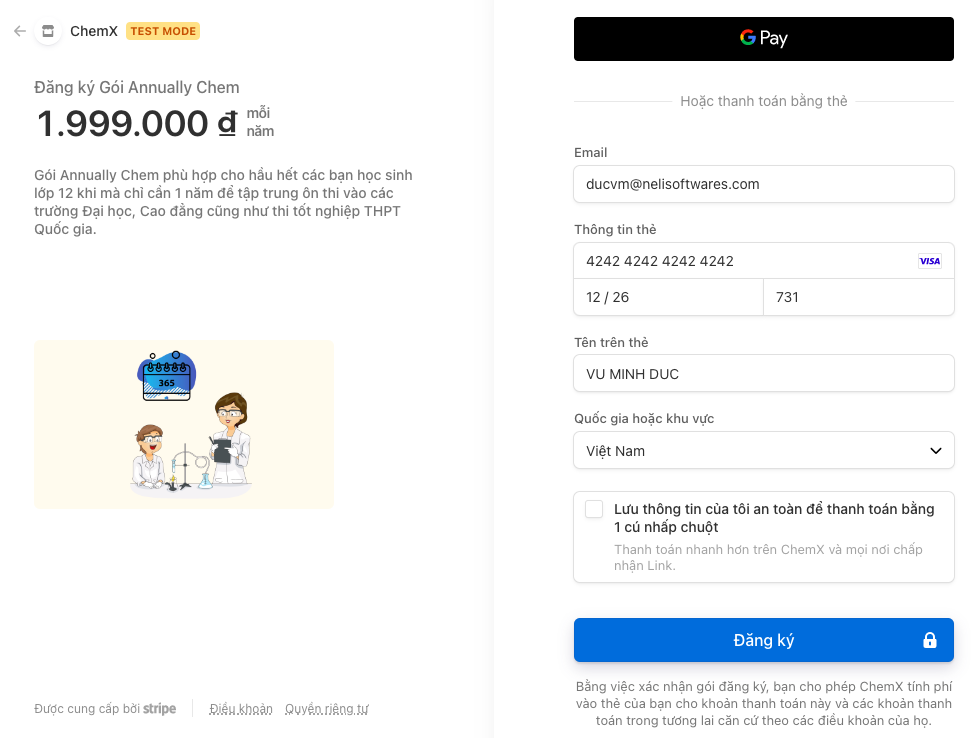 ChemX TEST MODE
Đăng ký Gói Annually Chem
1.999.000 ₫ mỗi năm
Gói Annually Chem phù hợp cho hầu hết các bạn học sinh
lớp 12 khi mà chỉ cần 1 năm để tập trung ôn thi vào các
trường Đại học, Cao đẳng cũng như thi tốt nghiệp THPT
Quốc gia.
365
Được cung cấp bởi stripe
Điều khoản Quyền riêng tư
G Pay
Hoặc thanh toán bằng thẻ
Email
ducvm@nelisoftwares.com
Thông tin thẻ
4242 4242 4242 4242 VISA
12 / 26 731
Tên trên thẻ
VU MINH DUC
Quốc gia hoặc khu vực
Việt Nam
Lưu thông tin của tôi an toàn để thanh toán bằng
1 cú nhấp chuột
Thanh toán nhanh hơn trên ChemX và mọi nơi chấp
nhận Link.
Đăng ký
Bằng việc xác nhận gói đăng ký, bạn cho phép ChemX tính phí
vào thẻ của bạn cho khoản thanh toán này và các khoản thanh
toán trong tương lai căn cứ theo các điều khoản của họ.